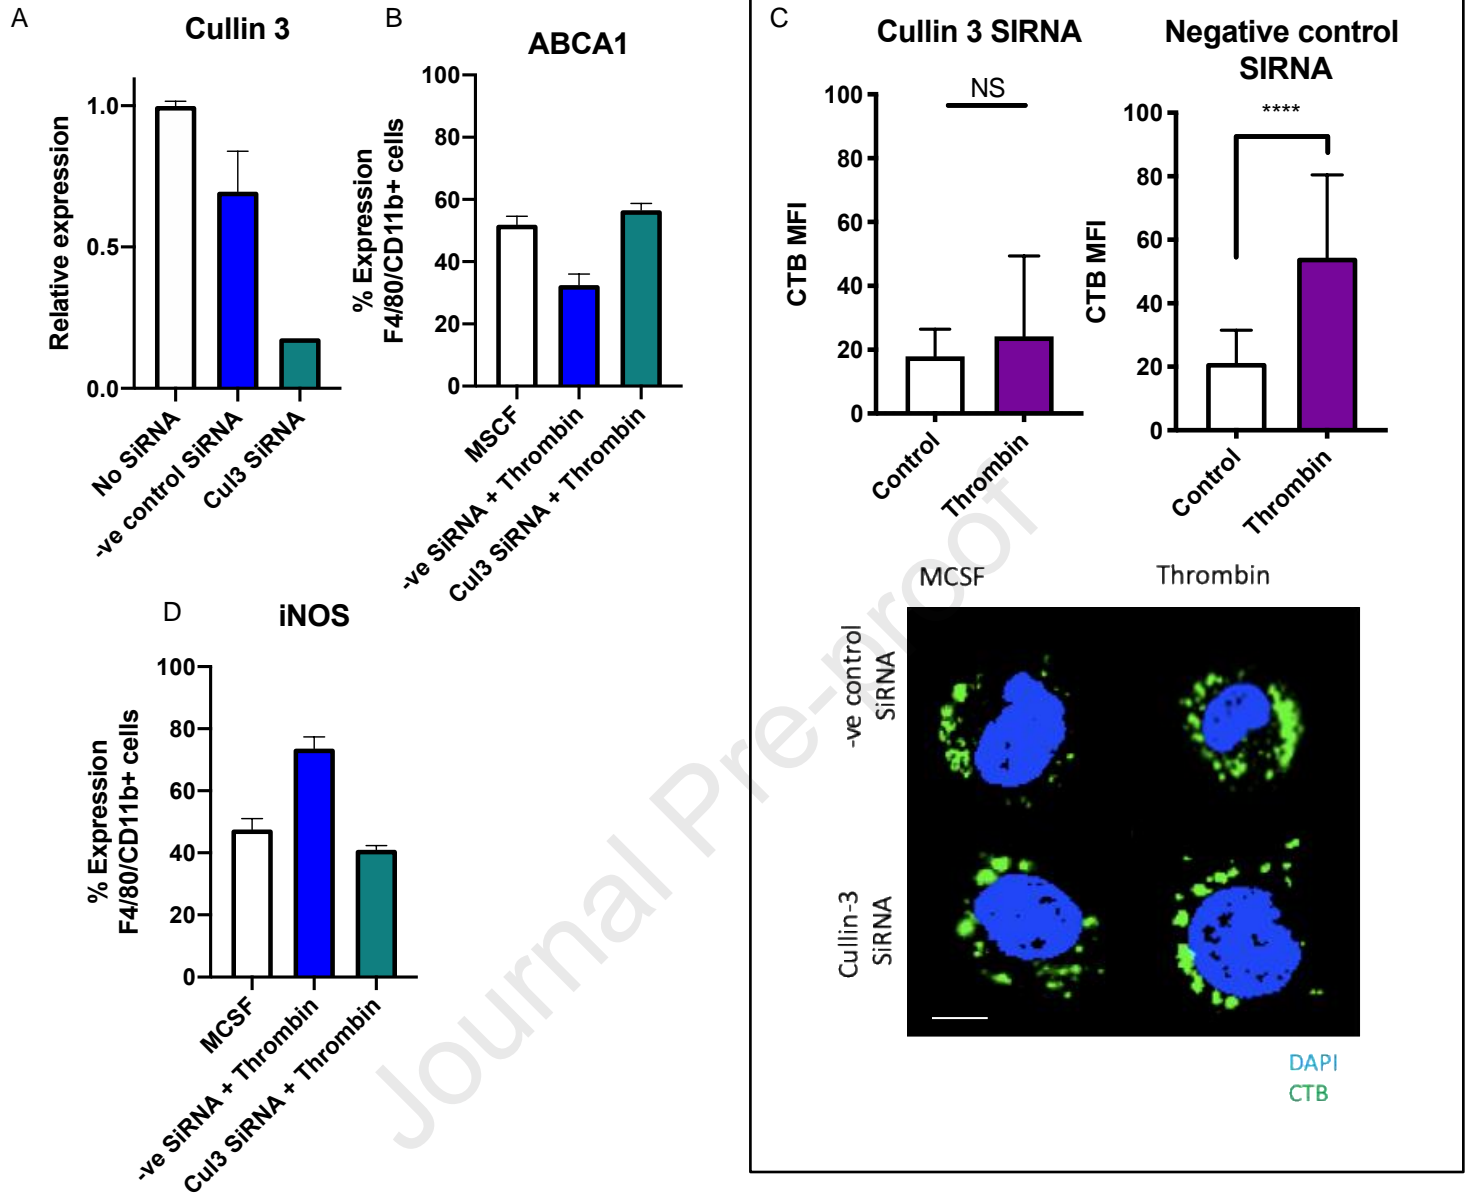 A
Cullin 3
Relative expression
1.0
0.5
0.0
No SiRNA
-ve control SiRNA
Cul3 SiRNA
B
ABCA1
% Expression
F4/80/CD11b+ cells
100
80
60
40
20
0
MSCF
-ve SiRNA + Thrombin
Cul3 SiRNA + Thrombin
C
Cullin 3 SIRNA
NS
CTB MFI
100
80
60
40
20
0
Control
Thrombin
Negative control
SIRNA
****
CTB MFI
100
80
60
40
20
0
Control
Thrombin
MCSF
Thrombin
-ve control
SiRNA
Cullin-3
SiRNA
DAPI
CTB
D
iNOS
% Expression
F4/80/CD11b+ cells
100
80
60
40
20
0
MCSF
-ve SiRNA + Thrombin
Cul3 SiRNA + Thrombin
Journal Pre-proof